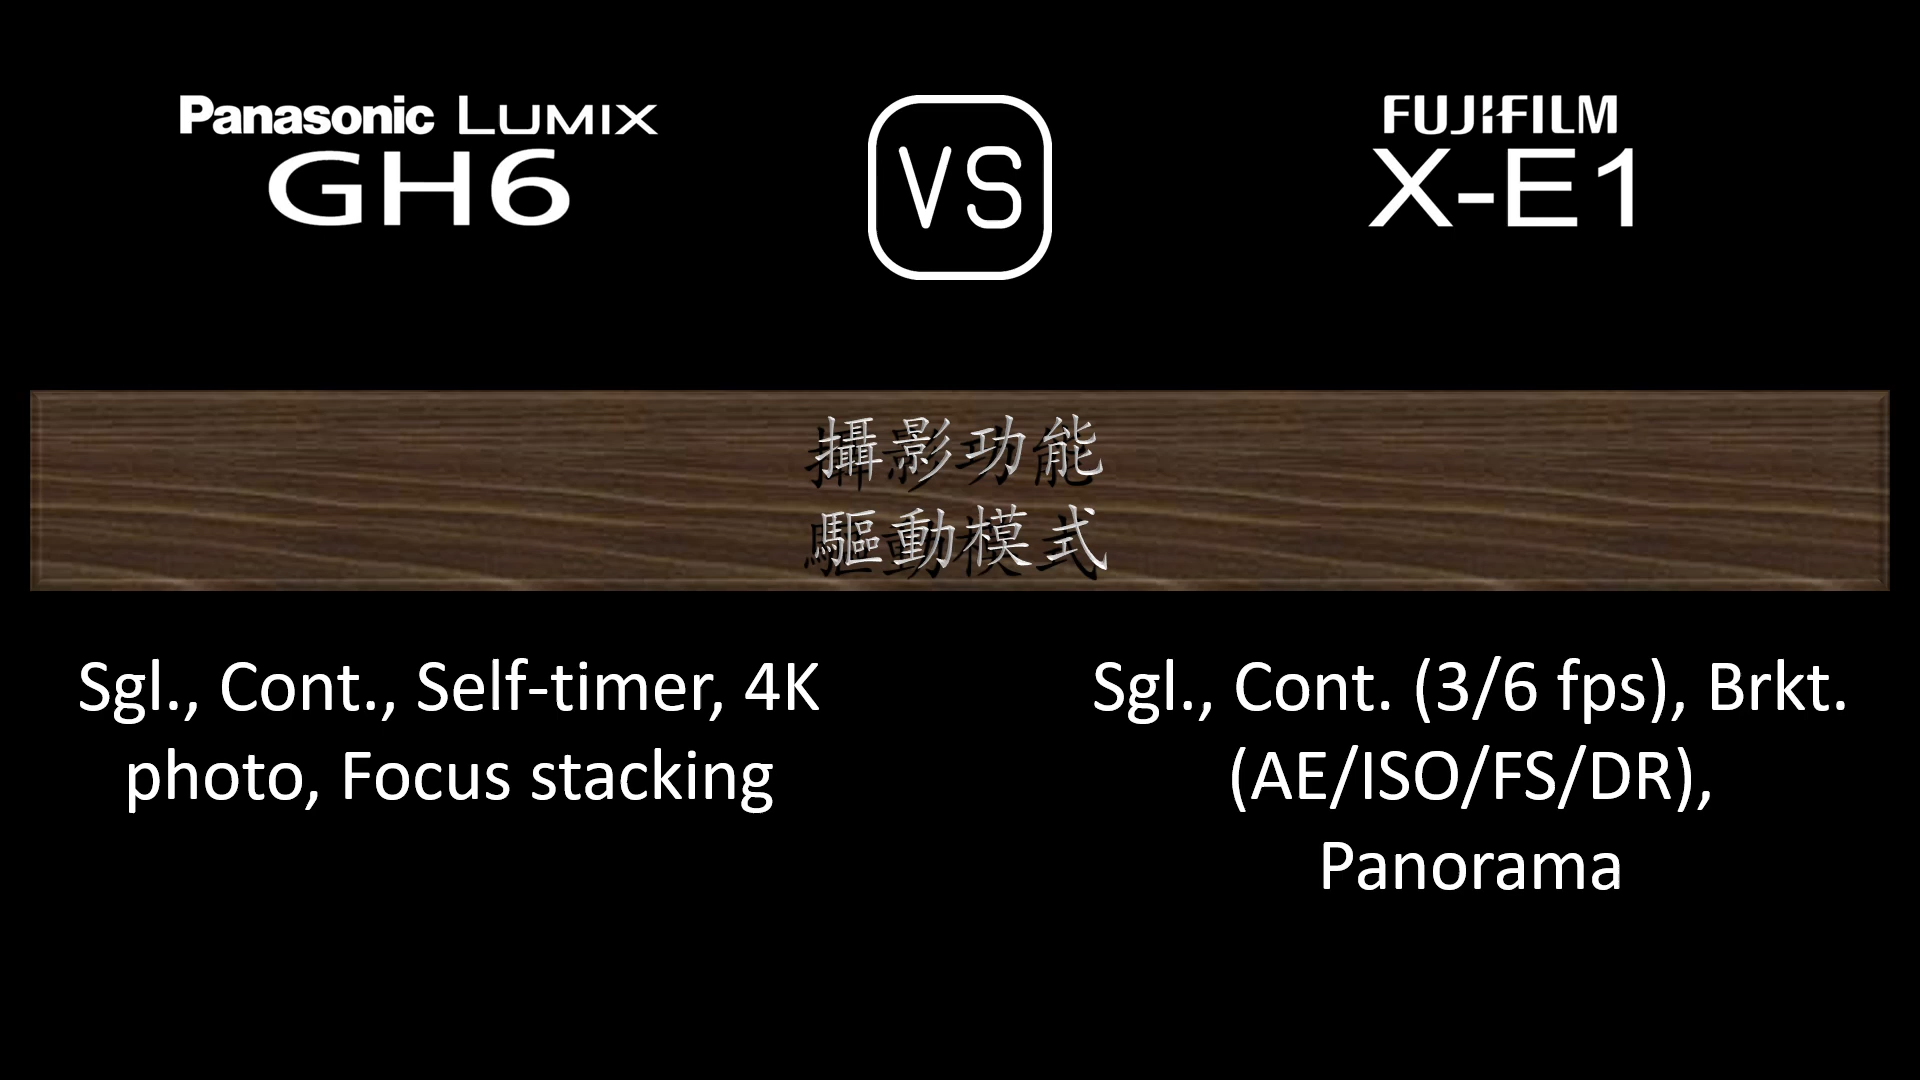 Panasonic LUMIX
GH6
VS
FUJIFILM
X-E1
攝影功能
驅動模式
Sgl., Cont., Self-timer, 4K
photo, Focus stacking
Sgl., Cont. (3/6 fps), Brkt.
(AE/ISO/FS/DR),
Panorama